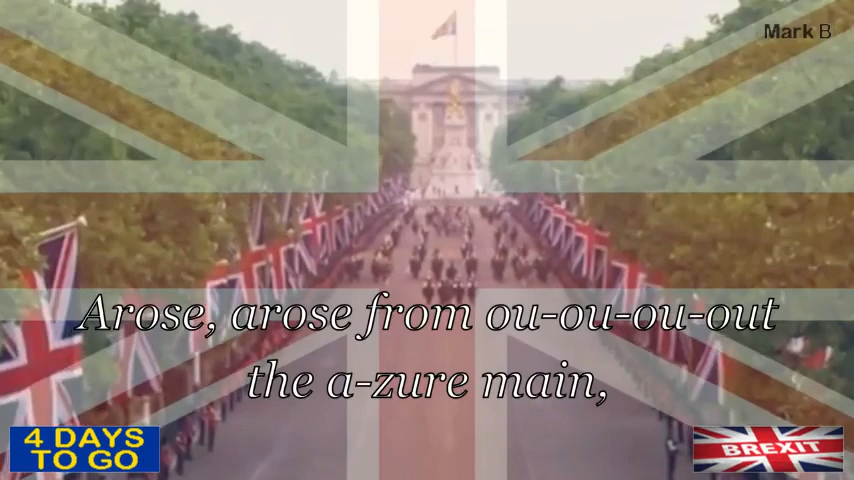 Mark B
Arose, arose from ou-ou-ou-out
the a-zure main,
4 DAYS
TO GO
BREXIT